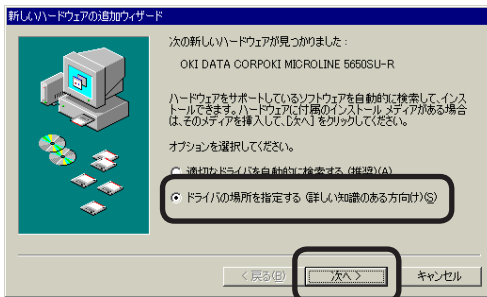 新しいハードウェアの追加ウィザード
次の新しいハードウェアが見つかりました :
OKI DATA CORPOKI MICROLINE 5650SU-R
ハードウェアをサポートしているソフトウェアを自動的に検索して、インス
トールできます。ハードウェアに付属のインストール メディアがある場合
は、そのメディアを挿入して、[次へ] をクリックしてください。
オプションを選択してください。
適切なドライバを自動的に検索する (推奨)(A)
ドライバの場所を指定する (詳しい知識のある方向け)(S)
< 戻る(B)
次へ >
キャンセル